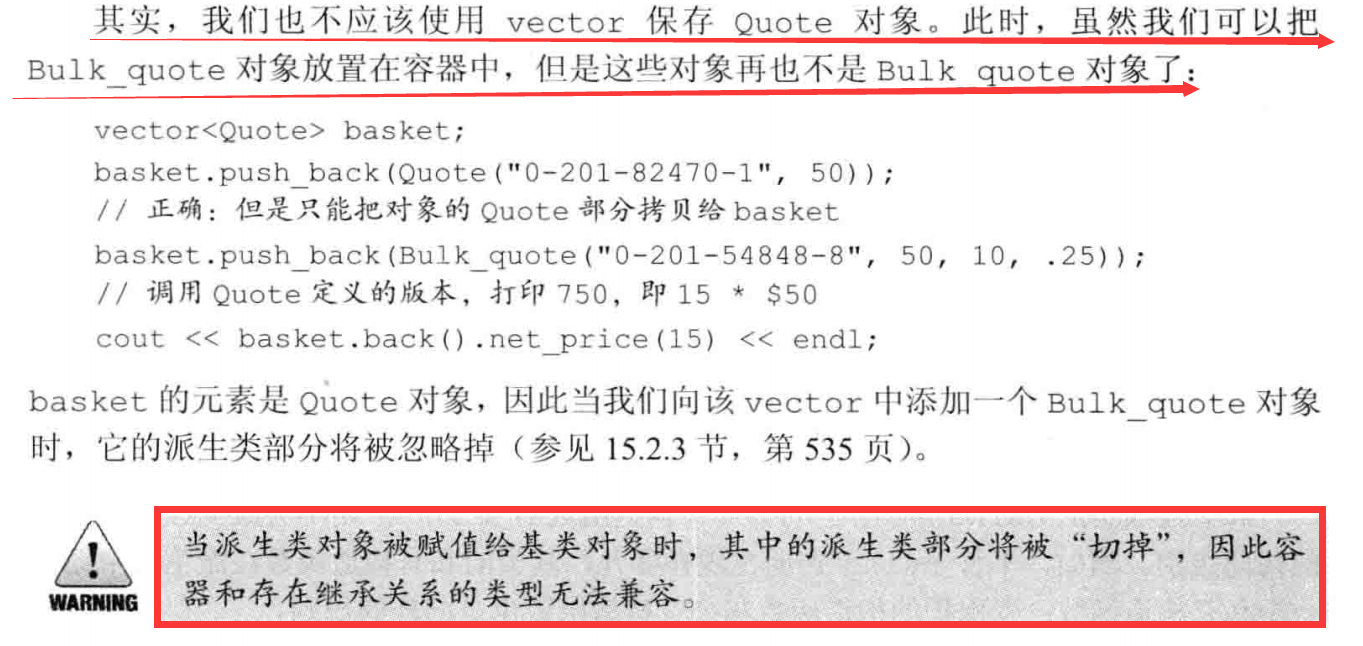 其实，我们也不应该使用 vector 保存 Quote 对象。此时，虽然我们可以把
Bulk_quote 对象放置在容器中，但是这些对象再也不是 Bulk_quote 对象了：
vector<Quote> basket;
basket.push_back(Quote("0-201-82470-1", 50));
// 正确：但是只能把对象的 Quote 部分拷贝给 basket
basket.push_back(Bulk_quote("0-201-54848-8", 50, 10, .25));
// 调用 Quote 定义的版本，打印 750，即 15 * $50
cout << basket.back().net_price(15) << endl;
basket 的元素是 Quote 对象，因此当我们向该 vector 中添加一个 Bulk_quote 对象
时，它的派生类部分将被忽略掉（参见 15.2.3 节，第 535 页）。
当派生类对象被赋值给基类对象时，其中的派生类部分将被“切掉”，因此容
器和存在继承关系的类型无法兼容。
WARNING